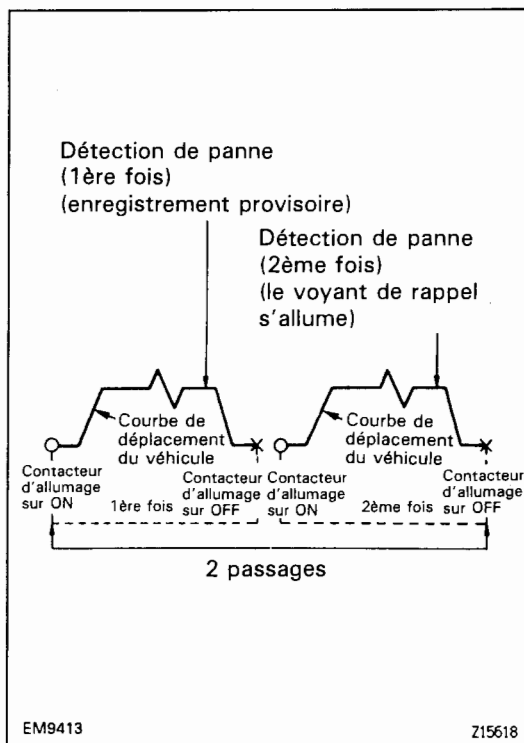 Détection de panne
(1ère fois)
(enregistrement provisoire)
Détection de panne
(2ème fois)
(le voyant de rappel
s'allume)
Courbe de
déplacement
du véhicule
Courbe de
déplacement
du véhicule
Contacteur
d'allumage
sur ON
1ère fois
Contacteur
d'allumage
sur OFF
Contacteur
d'allumage
sur ON
2ème fois
Contacteur
d'allumage
sur OFF
2 passages
EM9413
Z15618